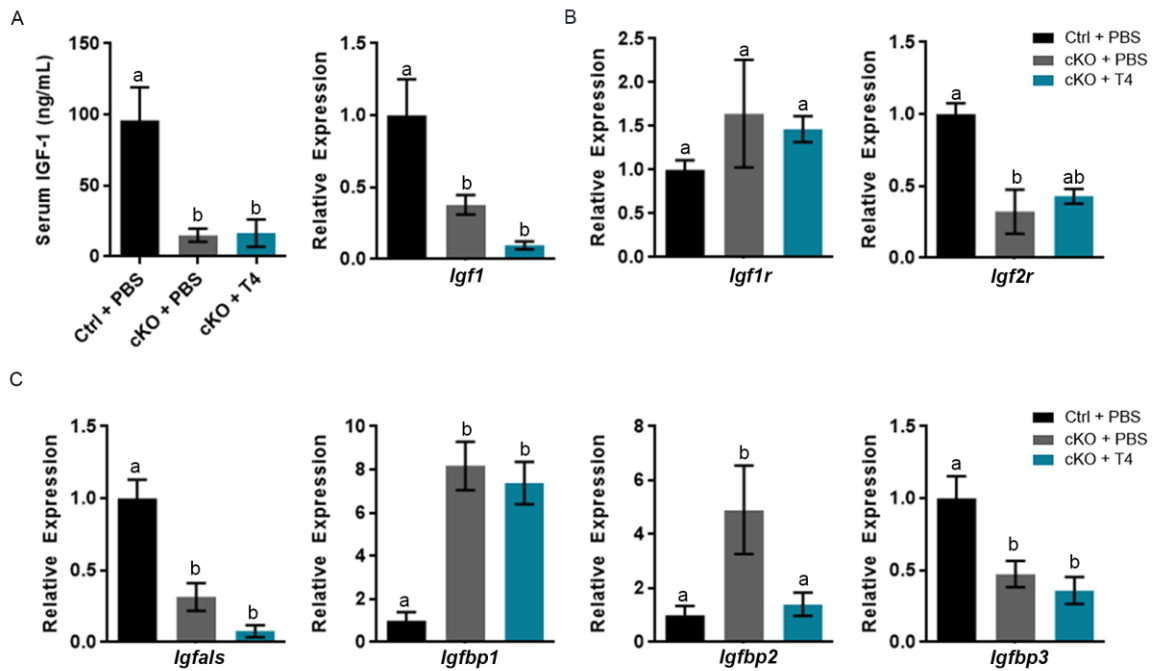 A
Serum IGF-1 (ng/mL)
150
100
50
0
a
b
b
Ctrl + PBS
cKO + PBS
cKO + T4
Relative Expression
1.5
1.0
0.5
0.0
a
b
b
Igf1
B
Relative Expression
2.5
2.0
1.5
1.0
0.5
0.0
a
a
a
Igf1r
Relative Expression
1.5
1.0
0.5
0.0
a
b
ab
Igf2r
Ctrl + PBS
cKO + PBS
cKO + T4
C
Relative Expression
1.5
1.0
0.5
0.0
a
b
b
Igfals
Relative Expression
10
8
6
4
2
0
a
b
b
Igfbp1
Relative Expression
8
6
4
2
0
a
b
a
Igfbp2
Relative Expression
1.5
1.0
0.5
0.0
a
b
b
Igfbp3
Ctrl + PBS
cKO + PBS
cKO + T4